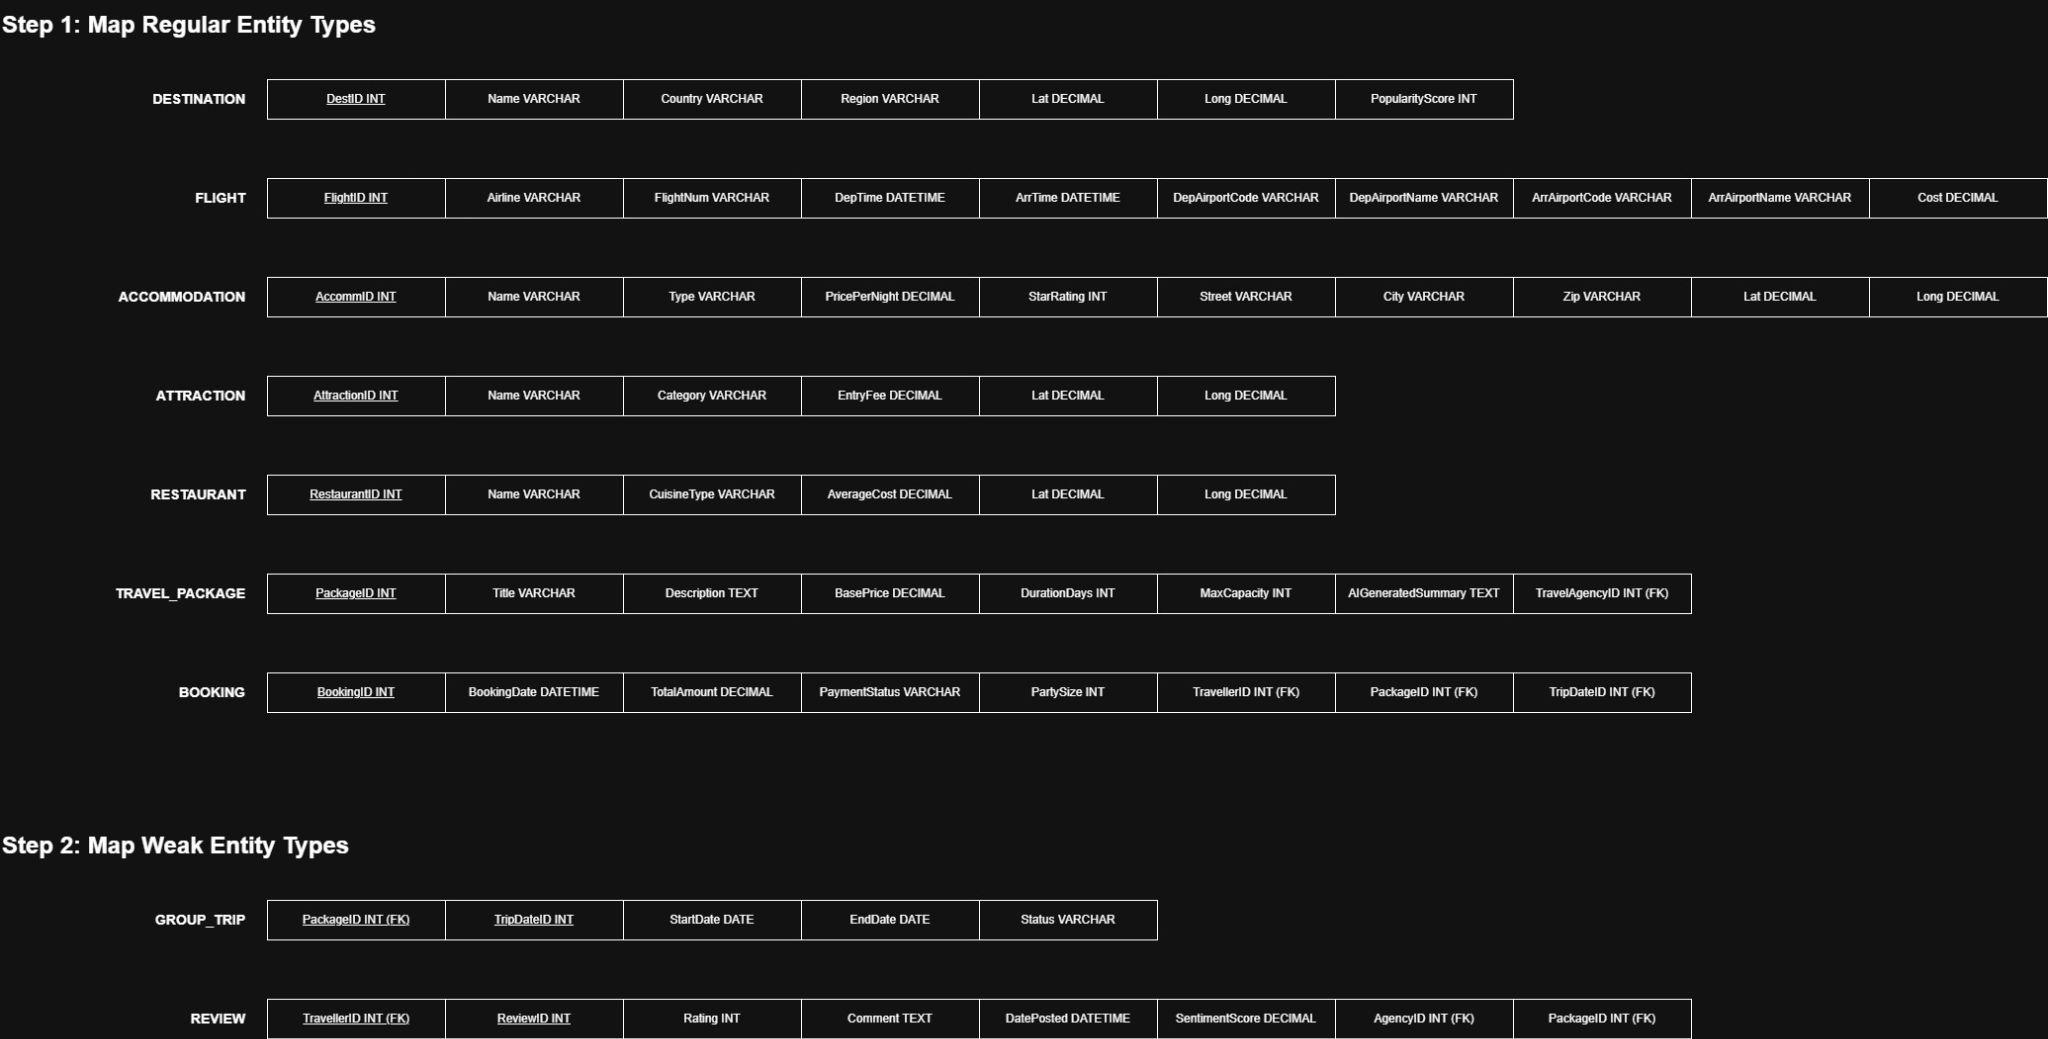 Step 1: Map Regular Entity Types
DESTINATION DestID INT Name VARCHAR Country VARCHAR Region VARCHAR Lat DECIMAL Long DECIMAL PopularityScore INT
FLIGHT FlightID INT Airline VARCHAR FlightNum VARCHAR DepTime DATETIME ArrTime DATETIME DepAirportCode VARCHAR DepAirportName VARCHAR ArrAirportCode VARCHAR ArrAirportName VARCHAR Cost DECIMAL
ACCOMMODATION AccommID INT Name VARCHAR Type VARCHAR PricePerNight DECIMAL StarRating INT Street VARCHAR City VARCHAR Zip VARCHAR Lat DECIMAL Long DECIMAL
ATTRACTION AttractionID INT Name VARCHAR Category VARCHAR EntryFee DECIMAL Lat DECIMAL Long DECIMAL
RESTAURANT RestaurantID INT Name VARCHAR CuisineType VARCHAR AverageCost DECIMAL Lat DECIMAL Long DECIMAL
TRAVEL_PACKAGE PackageID INT Title VARCHAR Description TEXT BasePrice DECIMAL DurationDays INT MaxCapacity INT AIGeneratedSummary TEXT TravelAgencyID INT (FK)
BOOKING BookingID INT BookingDate DATETIME TotalAmount DECIMAL PaymentStatus VARCHAR PartySize INT TravellerID INT (FK) PackageID INT (FK) TripDateID INT (FK)
Step 2: Map Weak Entity Types
GROUP_TRIP PackageID INT (FK) TripDateID INT StartDate DATE EndDate DATE Status VARCHAR
REVIEW TravellerID INT (FK) ReviewID INT Rating INT Comment TEXT DatePosted DATETIME SentimentScore DECIMAL AgencyID INT (FK) PackageID INT (FK)